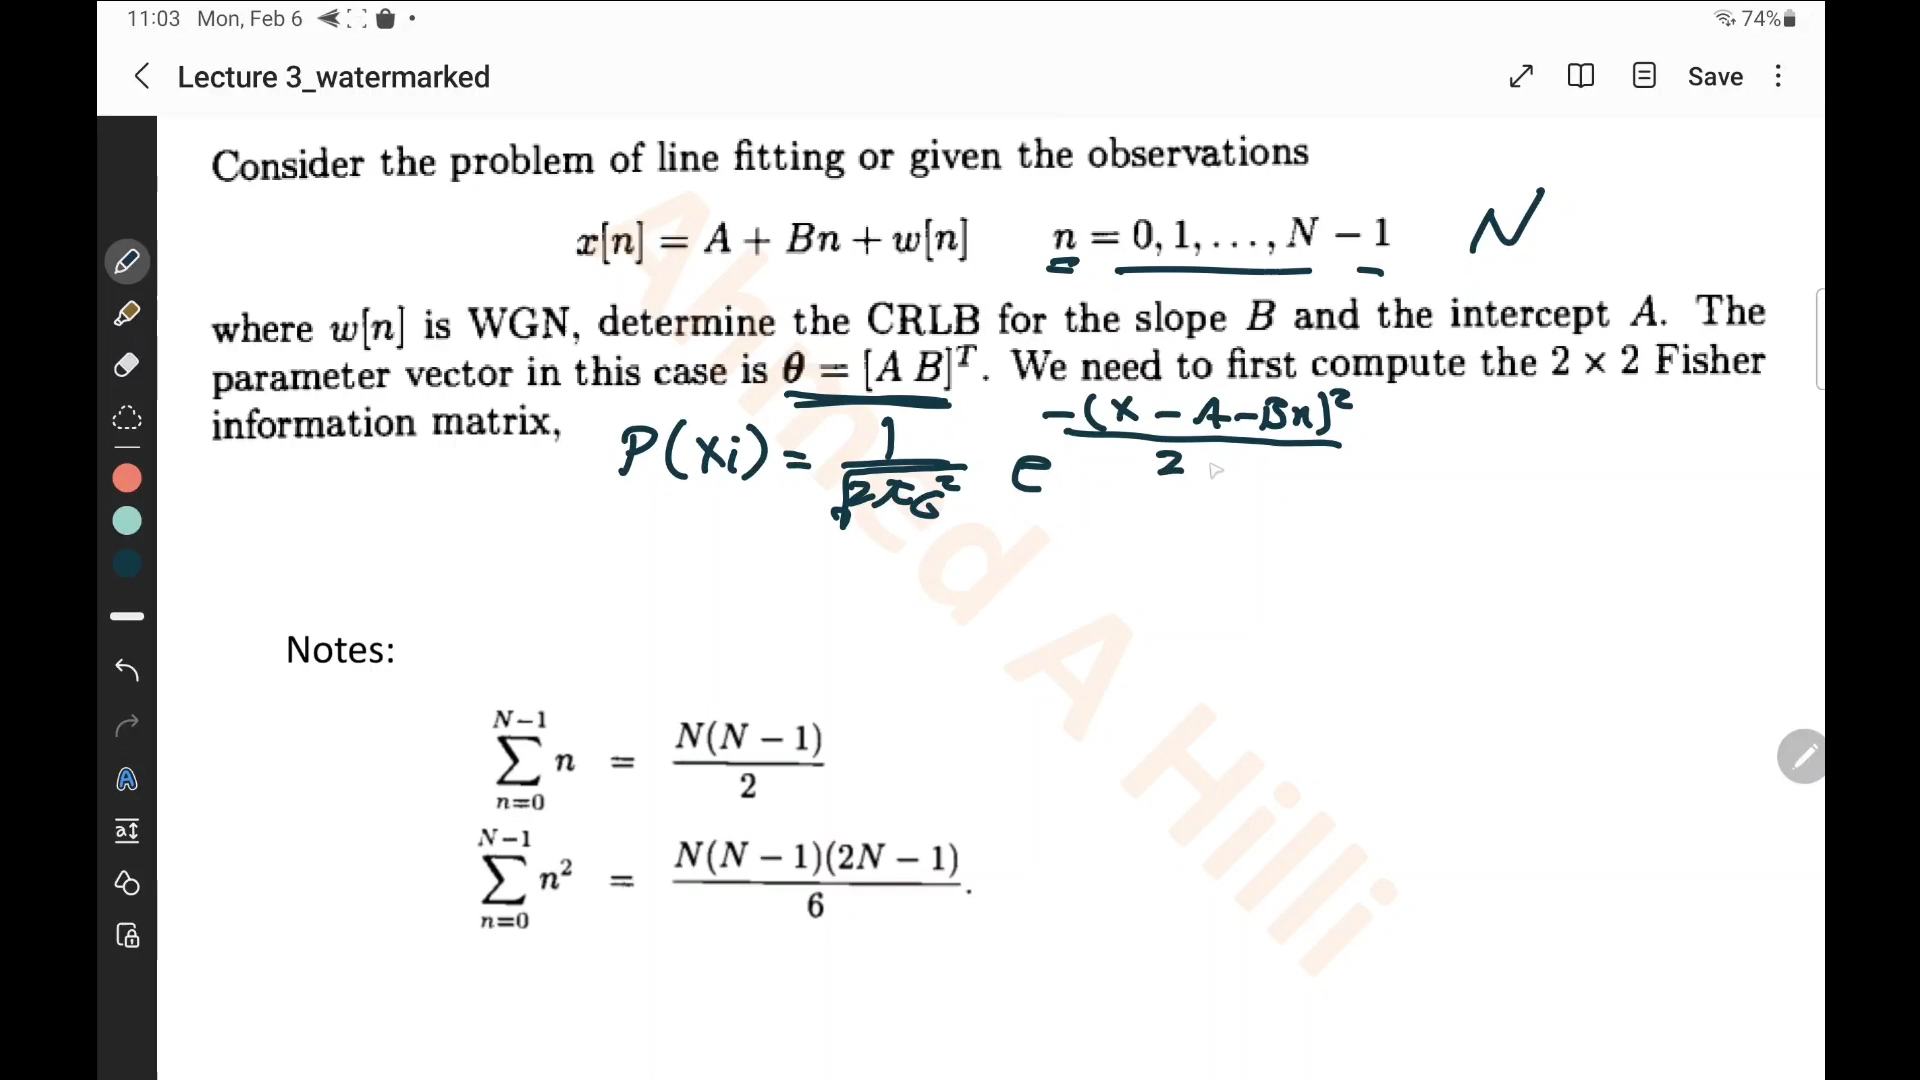 11:03 Mon, Feb 6
74%
Lecture 3_watermarked
Save
Consider the problem of line fitting or given the observations
x[n] = A + Bn + w[n] n = 0, 1, . . . , N − 1 N
where w[n] is WGN, determine the CRLB for the slope B and the intercept A. The
parameter vector in this case is θ = [A B]ᵀ. We need to first compute the 2 × 2 Fisher
information matrix,
P(xi) = 1/√(2πσ²) e^(−(x − A − Bn)²/2
Notes:
∑_{n=0}^{N−1} n = N(N − 1)/2
∑_{n=0}^{N−1} n² = N(N − 1)(2N − 1)/6.
Ahmed A Hilli